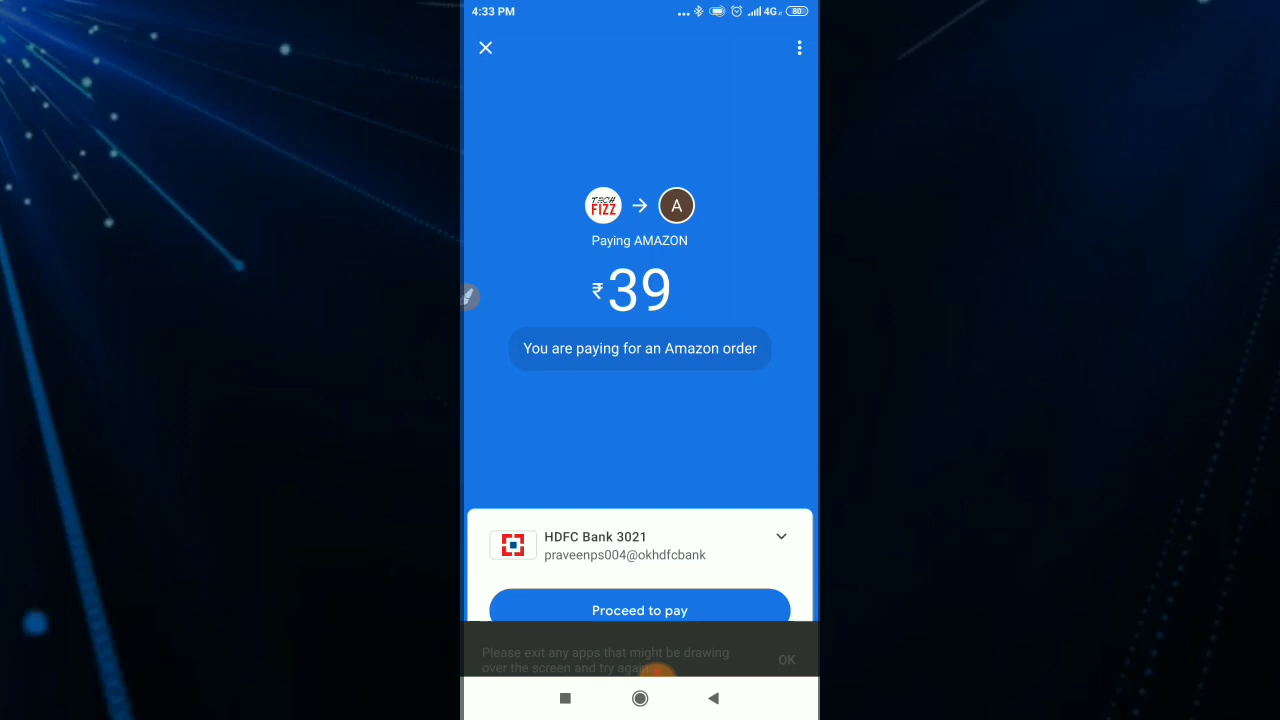 4:33 PM
4G
80
TECH
FIZZ
A
Paying AMAZON
₹39
You are paying for an Amazon order
HDFC Bank 3021
praveenps004@okhdfcbank
Proceed to pay
Please exit any apps that might be drawing
over the screen and try again.
OK